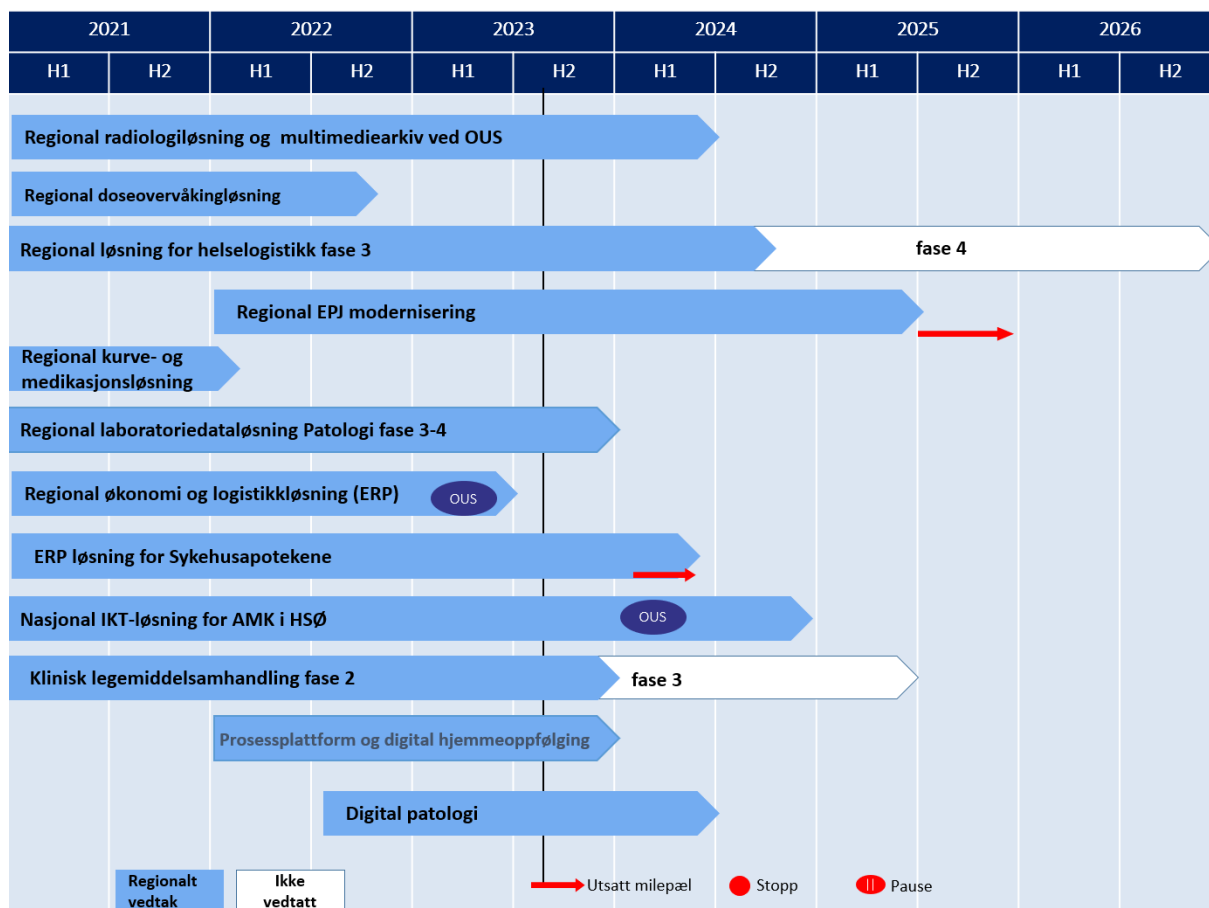 2021 2022 2023 2024 2025 2026
H1 H2 H1 H2 H1 H2 H1 H2 H1 H2 H1 H2
Regional radiologiløsning og multimediearkiv ved OUS
Regional doseovervåkingløsning
Regional løsning for helselogistikk fase 3
fase 4
Regional EPJ modernisering
Regional kurve- og
medikasjonsløsning
Regional laboratoriedataløsning Patologi fase 3-4
Regional økonomi og logistikkløsning (ERP)
OUS
ERP løsning for Sykehusapotekene
Nasjonal IKT-løsning for AMK i HSØ
OUS
Klinisk legemiddelsamhandling fase 2
fase 3
Prosessplattform og digital hjemmeoppfølging
Digital patologi
Regionalt
vedtak
Ikke
vedtatt
Utsatt milepæl
Stopp
Pause